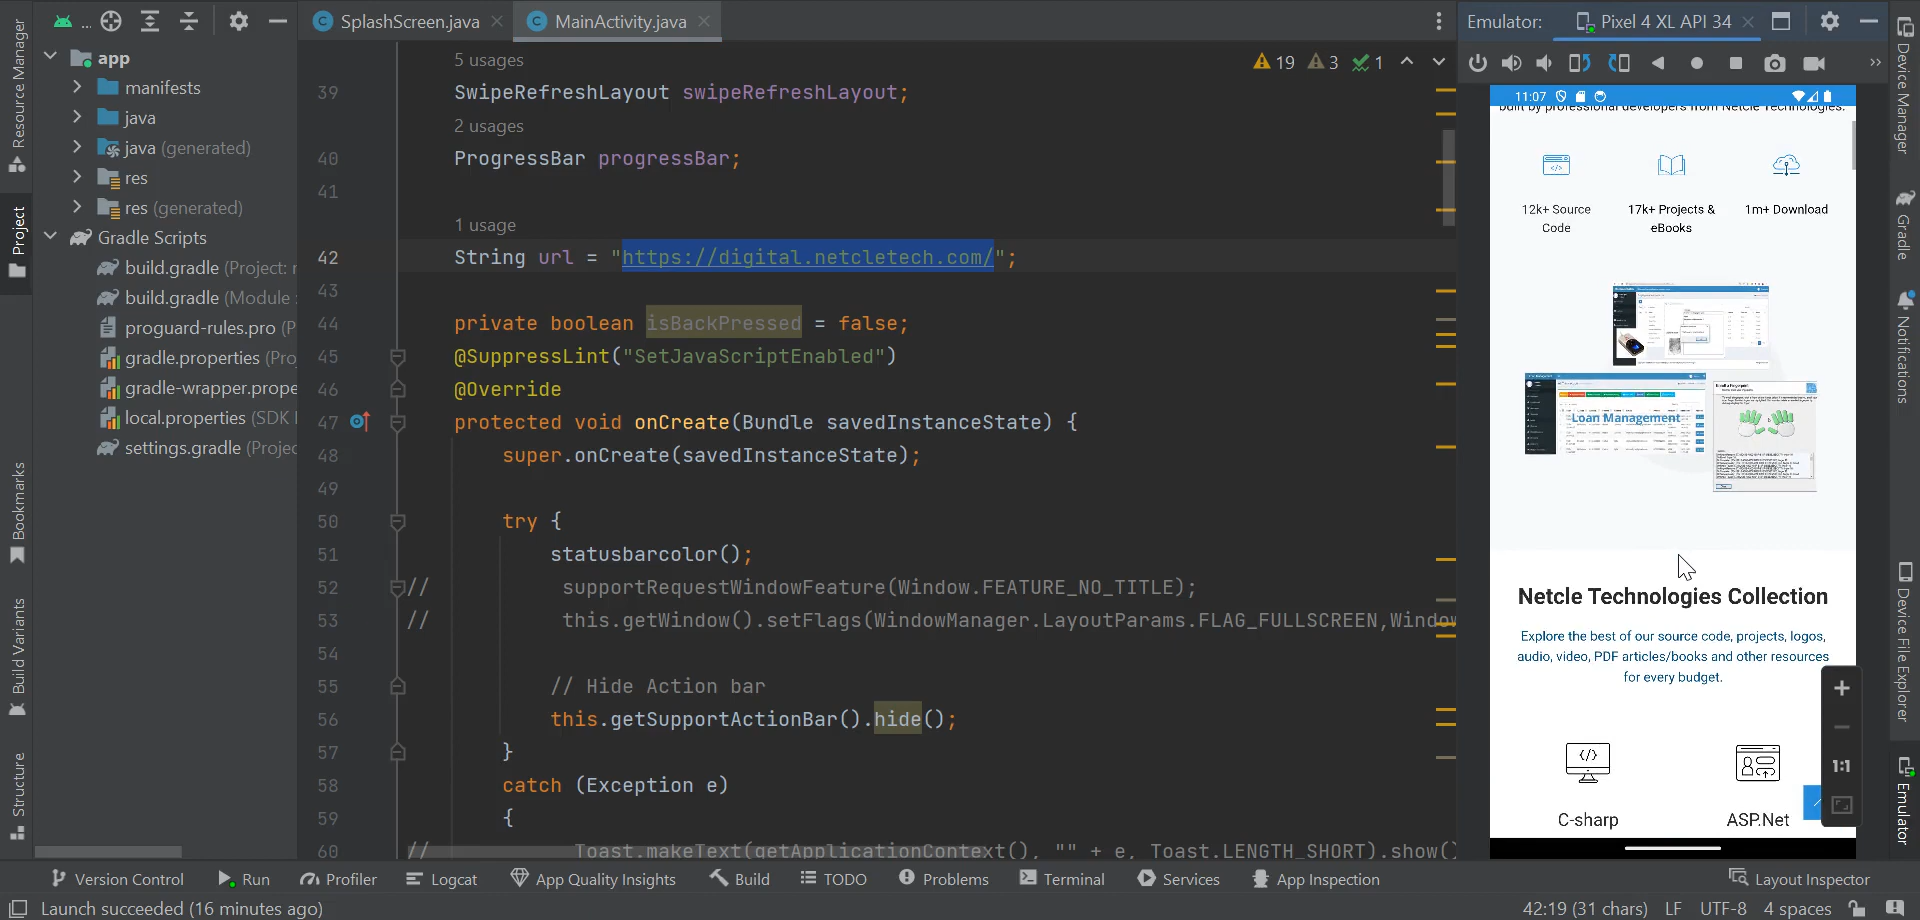 Resource Manager
Project
Bookmarks
Build Variants
Structure
...
app
manifests
java
java (generated)
res
res (generated)
Gradle Scripts
build.gradle (Project: r
build.gradle (Module :
proguard-rules.pro (P
gradle.properties (Pro
gradle-wrapper.prope
local.properties (SDK
settings.gradle (Projec
SplashScreen.java
MainActivity.java
19 3 1
5 usages
39 SwipeRefreshLayout swipeRefreshLayout;
2 usages
40 ProgressBar progressBar;
41
1 usage
42 String url = "https://digital.netcletech.com/";
43
44 private boolean isBackPressed = false;
45 @SuppressLint("SetJavaScriptEnabled")
46 @Override
47 protected void onCreate(Bundle savedInstanceState) {
48 super.onCreate(savedInstanceState);
49
50 try {
51 statusbarcolor();
52 // supportRequestWindowFeature(Window.FEATURE_NO_TITLE);
53 // this.getWindow().setFlags(WindowManager.LayoutParams.FLAG_FULLSCREEN,Window
54
55 // Hide Action bar
56 this.getSupportActionBar().hide();
57 }
58 catch (Exception e)
59 {
60 // Toast.makeText(getApplicationContext(), "" + e, Toast.LENGTH_SHORT).show()
Emulator: Pixel 4 XL API 34
11:07
built by professional developers from Netcle Technologies.
12k+ Source
Code
17k+ Projects &
eBooks
1m+ Download
Loan Management
Netcle Technologies Collection
Explore the best of our source code, projects, logos,
audio, video, PDF articles/books and other resources
for every budget.
C-sharp
ASP.Net
1:1
Device Manager
Gradle
Notifications
Device File Explorer
Emulator
Version Control
Run
Profiler
Logcat
App Quality Insights
Build
TODO
Problems
Terminal
Services
App Inspection
Layout Inspector
Launch succeeded (16 minutes ago)
42:19 (31 chars) LF UTF-8 4 spaces